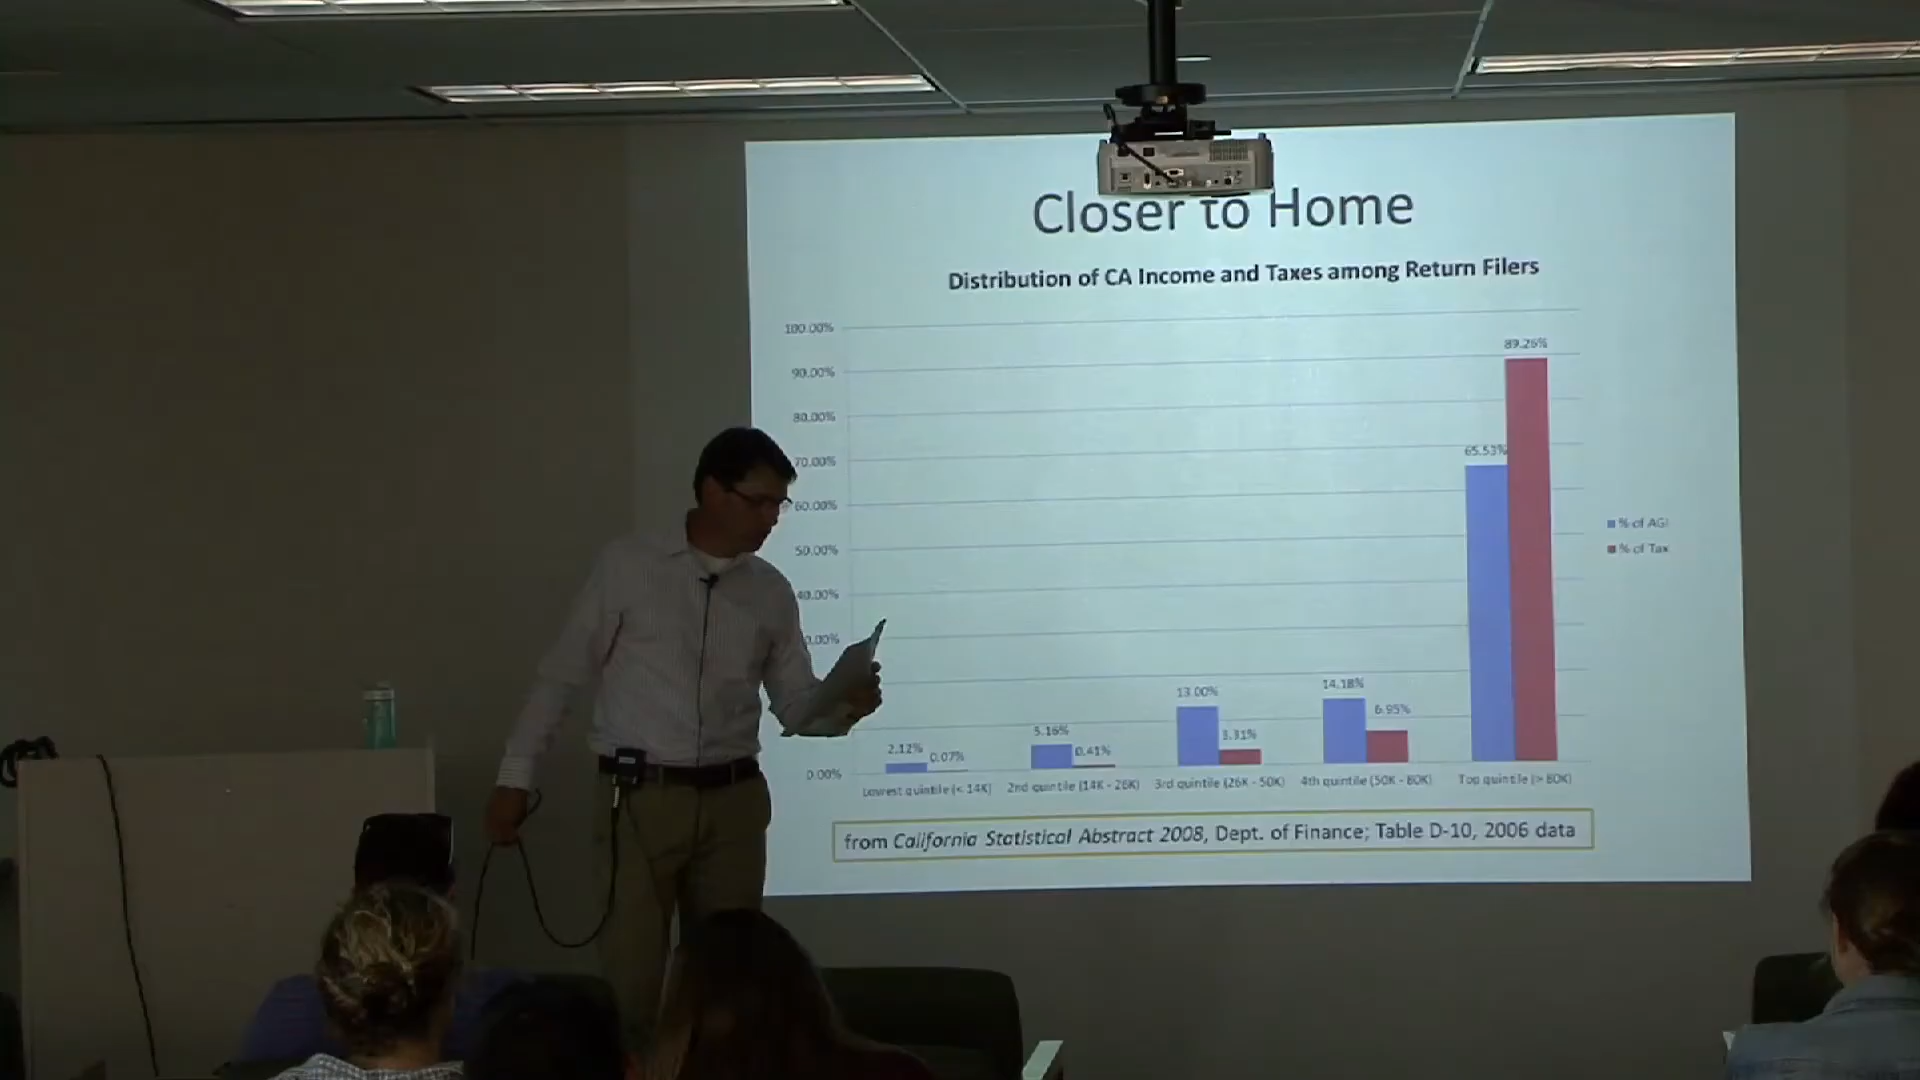 Closer to Home
Distribution of CA Income and Taxes among Return Filers
100.00%
90.00%
80.00%
70.00%
60.00%
50.00%
40.00%
0.00%
0.00%
2.12%
0.07%
5.16%
0.41%
13.00%
3.31%
14.18%
6.95%
65.53%
89.26%
% of AGI
% of Tax
Lowest quintile (< 14K)
2nd quintile (14K - 26K)
3rd quintile (26K - 50K)
4th quintile (50K - 80K)
Top quintile (> 80K)
from California Statistical Abstract 2008, Dept. of Finance; Table D-10, 2006 data